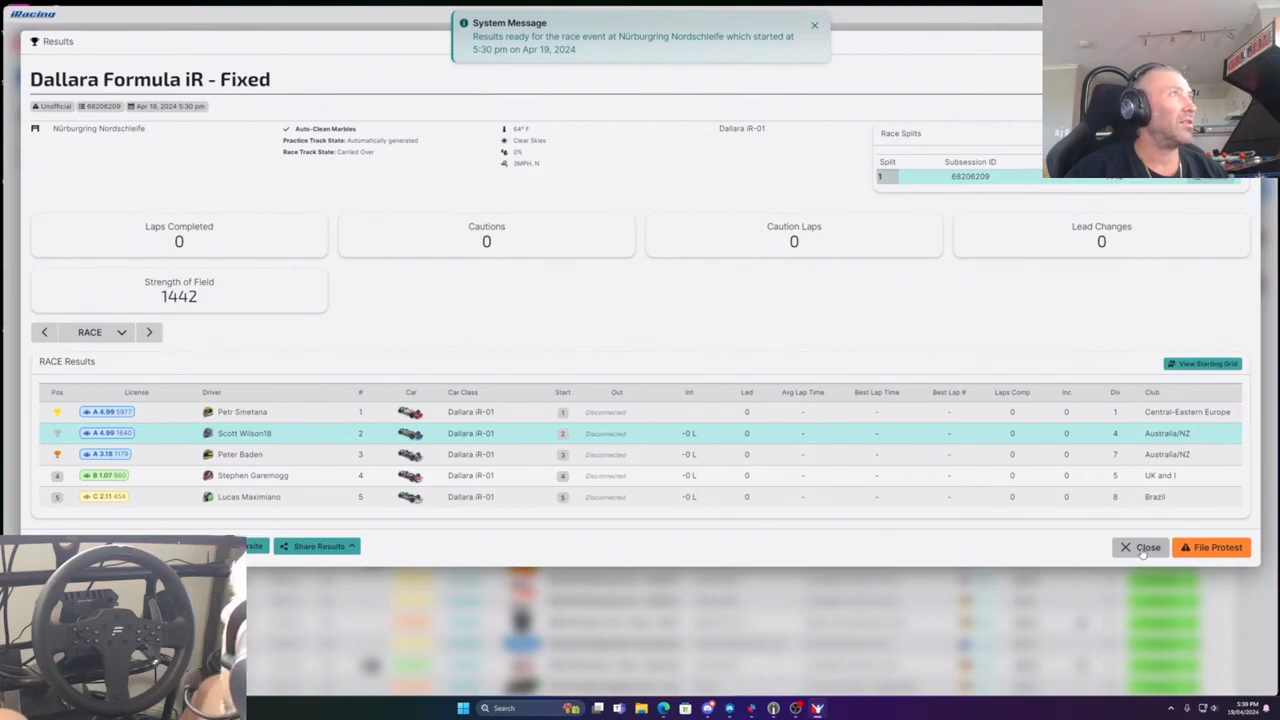 iRacing
Results
System Message
Results ready for the race event at Nürburgring Nordschleife which started at
5:30 pm on Apr 19, 2024
Dallara Formula iR - Fixed
Unofficial 68206209 Apr 19, 2024 5:30 pm
Nürburgring Nordschleife
Auto-Clean Marbles
Practice Track State: Automatically generated
Race Track State: Carried Over
64° F
Clear Skies
0%
3MPH, N
Dallara iR-01
Race Splits
Split Subsession ID
1 68206209
Laps Completed
0
Cautions
0
Caution Laps
0
Lead Changes
0
Strength of Field
1442
RACE
RACE Results
View Starting Grid
Pos License Driver # Car Car Class Start Out Int Led Avg Lap Time Best Lap Time Best Lap # Laps Comp Inc Div Club
A 4.99 5977 Petr Smetana 1 Dallara iR-01 1 Disconnected -0 L 0 - - - 0 0 1 Central-Eastern Europe
A 4.99 1640 Scott Wilson18 2 Dallara iR-01 2 Disconnected -0 L 0 - - - 0 0 4 Australia/NZ
A 3.18 1179 Peter Baden 3 Dallara iR-01 3 Disconnected -0 L 0 - - - 0 0 7 Australia/NZ
4 B 1.07 860 Stephen Garemogg 4 Dallara iR-01 4 Disconnected -0 L 0 - - - 0 0 5 UK and I
5 C 2.11 454 Lucas Maximiano 5 Dallara iR-01 5 Disconnected -0 L 0 - - - 0 0 8 Brazil
Share Results
Close
File Protest
Search
5:39 PM
19/04/2024